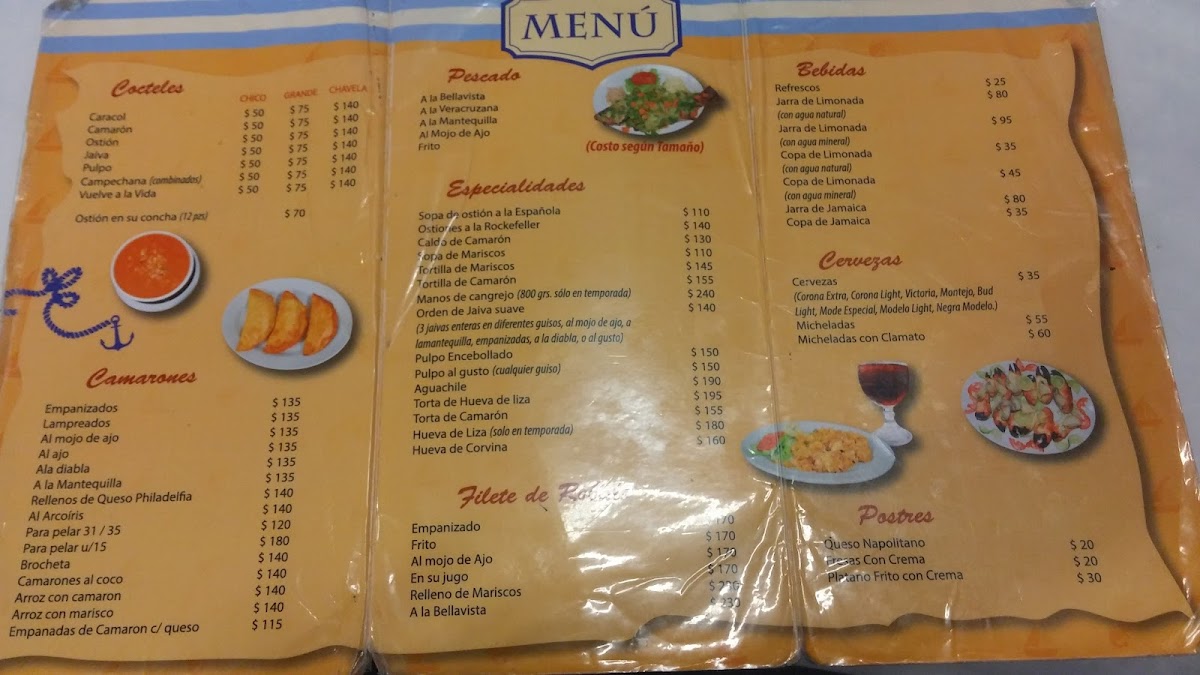 MENÚ
Cocteles
CHICO GRANDE CHAVELA
Caracol $ 50 $ 75 $ 140
Camarón $ 50 $ 75 $ 140
Ostión $ 50 $ 75 $ 140
Jaiva $ 50 $ 75 $ 140
Pulpo $ 50 $ 75 $ 140
Campechana (combinados) $ 50 $ 75 $ 140
Vuelve a la Vida $ 50 $ 75 $ 140
Ostión en su concha (12 pzs) $ 70
Camarones
Empanizados $ 135
Lampreados $ 135
Al mojo de ajo $ 135
Al ajo $ 135
Ala diabla $ 135
A la Mantequilla $ 135
Rellenos de Queso Philadelfia $ 140
Al Arcoíris $ 140
Para pelar 31 / 35 $ 120
Para pelar u/15 $ 180
Brocheta $ 140
Camarones al coco $ 140
Arroz con camaron $ 140
Arroz con marisco $ 140
Empanadas de Camaron c/ queso $ 115
Pescado
A la Bellavista
A la Veracruzana
A la Mantequilla
Al Mojo de Ajo
Frito
(Costo según Tamaño)
Especialidades
Sopa de ostión a la Española $ 110
Ostiones a la Rockefeller $ 140
Caldo de Camarón $ 130
Sopa de Mariscos $ 110
Tortilla de Mariscos $ 145
Tortilla de Camarón $ 155
Manos de cangrejo (800 grs. sólo en temporada) $ 240
Orden de Jaiva suave $ 140
(3 jaivas enteras en diferentes guisos, al mojo de ajo, a
lamantequilla, empanizadas, a la diabla, o al gusto)
Pulpo Encebollado $ 150
Pulpo al gusto (cualquier guiso) $ 150
Aguachile $ 190
Torta de Hueva de liza $ 195
Torta de Camarón $ 155
Hueva de Liza (solo en temporada) $ 180
Hueva de Corvina $ 160
Filete de
Empanizado 170
Frito $ 170
Al mojo de Ajo $ 170
En su jugo $ 170
Relleno de Mariscos
A la Bellavista $ 230
Bebidas
Refrescos $ 25
Jarra de Limonada $ 80
(con agua natural)
Jarra de Limonada $ 95
(con agua mineral)
Copa de Limonada $ 35
(con agua natural)
Copa de Limonada $ 45
(con agua mineral)
Jarra de Jamaica $ 80
Copa de Jamaica $ 35
Cervezas
Cervezas $ 35
(Corona Extra, Corona Light, Victoria, Montejo, Bud
Light, Mode Especial, Modelo Light, Negra Modelo.)
Micheladas $ 55
Micheladas con Clamato $ 60
Postres
Queso Napolitano $ 20
Fresas Con Crema $ 20
Platano Frito con Crema $ 30